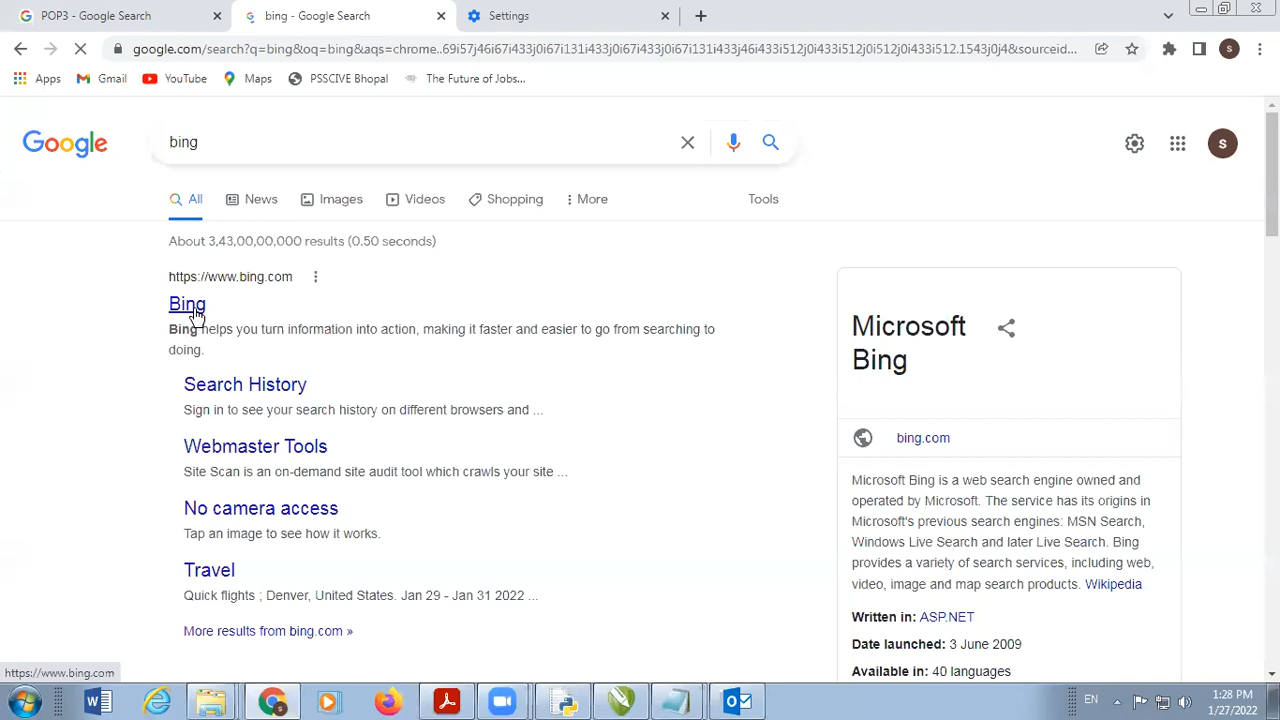 POP3 - Google Search
bing - Google Search
Settings
google.com/search?q=bing&oq=bing&aqs=chrome..69i57j46i67i433j0i67i131i433j0i67i433j0i67i131i433j46i433i512j0i433i512j0i512j0i433i512.1543j0j4&sourceid...
S
Apps
Gmail
YouTube
Maps
PSSCIVE Bhopal
The Future of Jobs...
Google
bing
S
All
News
Images
Videos
Shopping
More
Tools
About 3,43,00,00,000 results (0.50 seconds)
https://www.bing.com
Bing
Bing helps you turn information into action, making it faster and easier to go from searching to
doing.
Search History
Sign in to see your search history on different browsers and ...
Webmaster Tools
Site Scan is an on-demand site audit tool which crawls your site ...
No camera access
Tap an image to see how it works.
Travel
Quick flights ; Denver, United States. Jan 29 - Jan 31 2022 ...
More results from bing.com »
Microsoft
Bing
bing.com
Microsoft Bing is a web search engine owned and
operated by Microsoft. The service has its origins in
Microsoft's previous search engines: MSN Search,
Windows Live Search and later Live Search. Bing
provides a variety of search services, including web,
video, image and map search products. Wikipedia
Written in: ASP.NET
Date launched: 3 June 2009
Available in: 40 languages
https://www.bing.com
EN
1:28 PM
1/27/2022